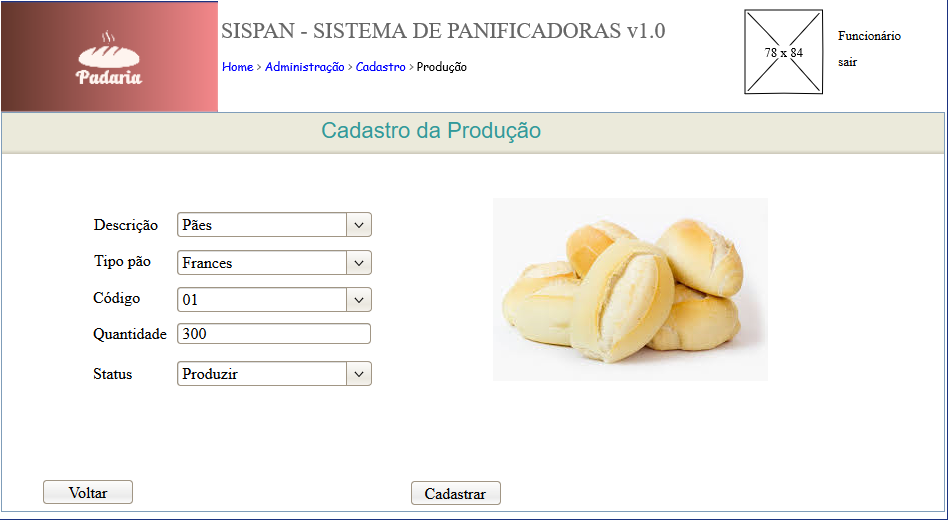 Padaria
SISPAN - SISTEMA DE PANIFICADORAS v1.0
Home > Administração > Cadastro > Produção
78 x 84
Funcionário
sair
Cadastro da Produção
Descrição Pães
Tipo pão Frances
Código 01
Quantidade 300
Status Produzir
Voltar Cadastrar